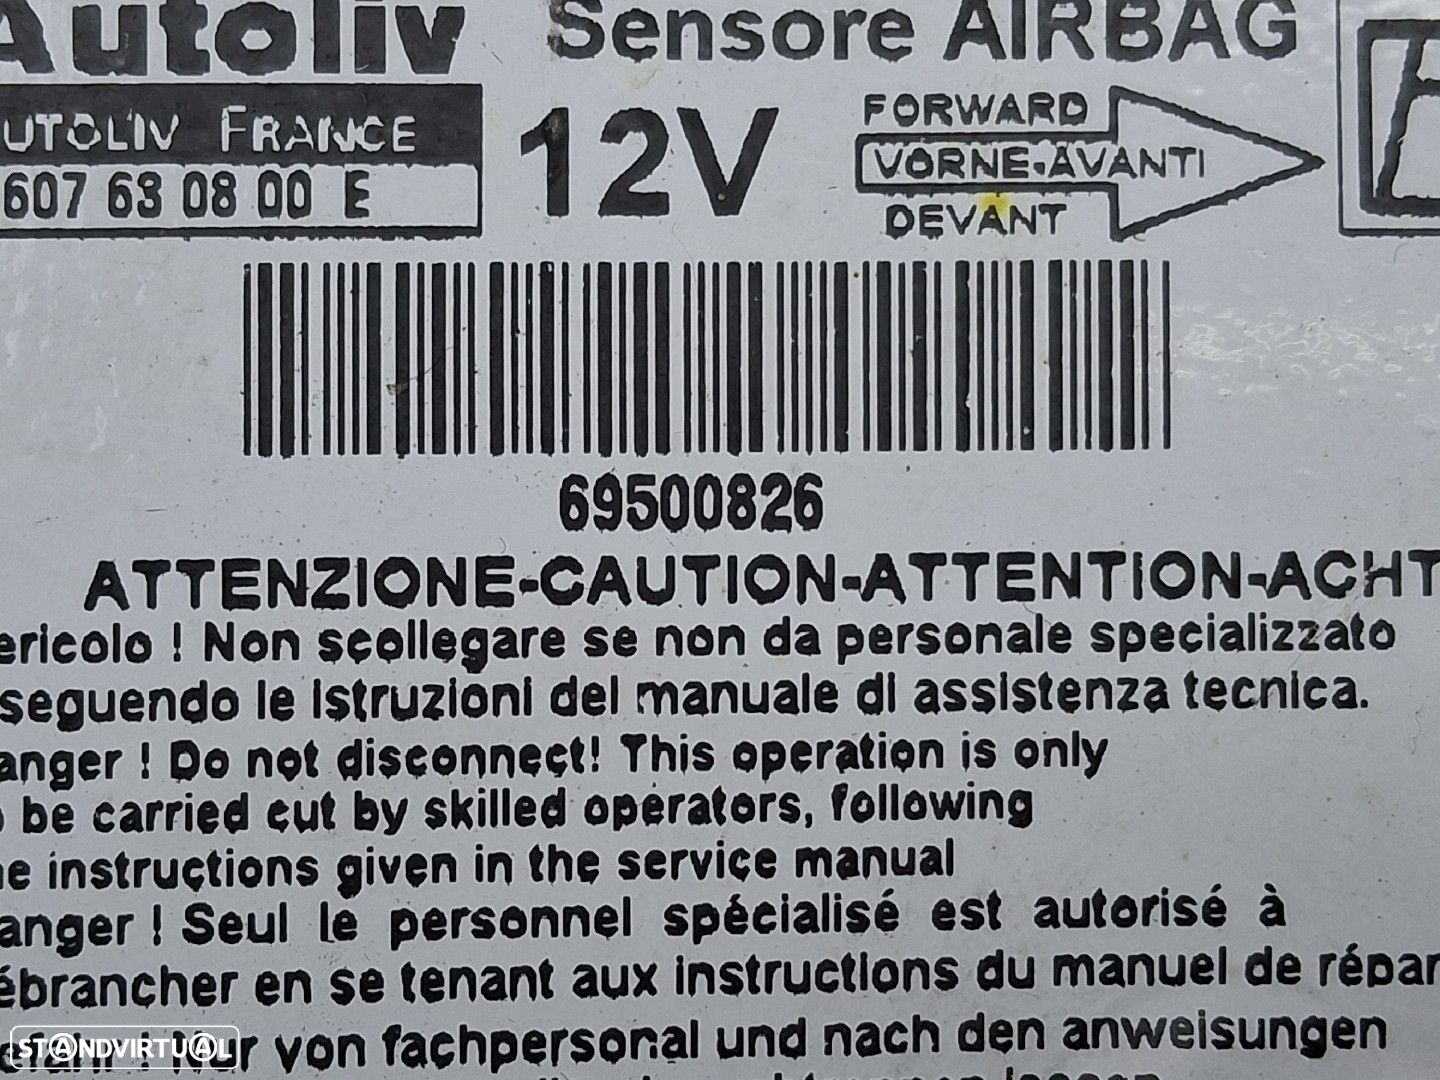 Autoliv Sensore AIRBAG
AUTOLIV FRANCE
607 63 08 00 E
12V
FORWARD
VORNE-AVANTI
DEVANT
69500826
ATTENZIONE-CAUTION-ATTENTION-ACHT
ericolo ! Non scollegare se non da personale specializzato
seguendo le istruzioni del manuale di assistenza tecnica.
anger ! Do not disconnect! This operation is only
be carried out by skilled operators, following
e instructions given in the service manual
anger ! Seul le personnel spécialisé est autorisé à
ébrancher en se tenant aux instructions du manuel de répar
efahr ! Nur von fachpersonal und nach den anweisungen
STANDVIRTUAL